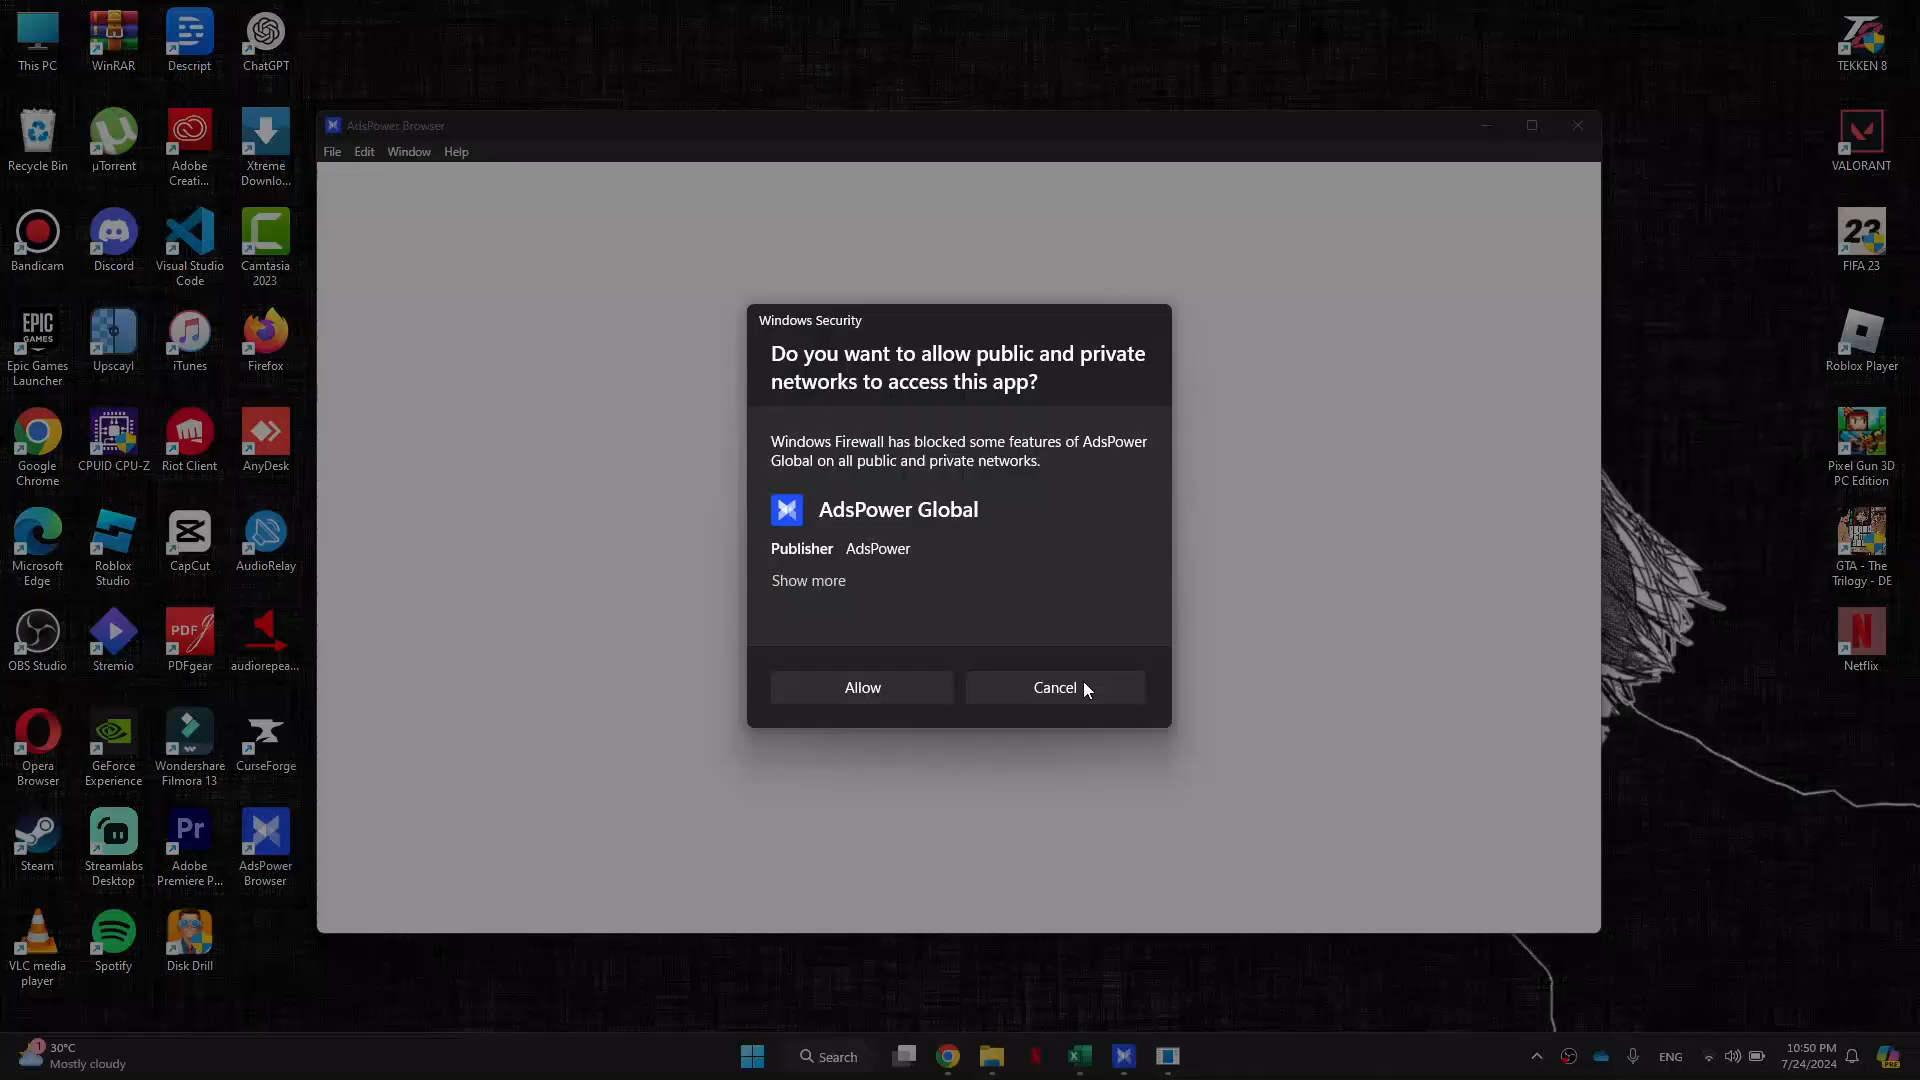 This PC
WinRAR
Descript
ChatGPT
TEKKEN 8
Recycle Bin
µTorrent
Adobe
Creati...
Xtreme
Downlo...
VALORANT
Bandicam
Discord
Visual Studio
Code
Camtasia
2023
23
FIFA 23
EPIC
GAMES
Epic Games
Launcher
Upscayl
iTunes
Firefox
Roblox Player
Google
Chrome
CPUID CPU-Z
Riot Client
AnyDesk
Pixel Gun 3D
PC Edition
Microsoft
Edge
Roblox
Studio
CapCut
AudioRelay
GTA - The
Trilogy - DE
OBS Studio
Stremio
PDF
PDFgear
audiorepea...
Netflix
Opera
Browser
GeForce
Experience
Wondershare
Filmora 13
CurseForge
Steam
Streamlabs
Desktop
Pr
Adobe
Premiere P...
AdsPower
Browser
VLC media
player
Spotify
Disk Drill
AdsPower Browser
File Edit Window Help
Windows Security
Do you want to allow public and private
networks to access this app?
Windows Firewall has blocked some features of AdsPower
Global on all public and private networks.
AdsPower Global
Publisher AdsPower
Show more
Allow
Cancel
1
30°C
Mostly cloudy
Search
ENG
10:50 PM
7/24/2024
PRE